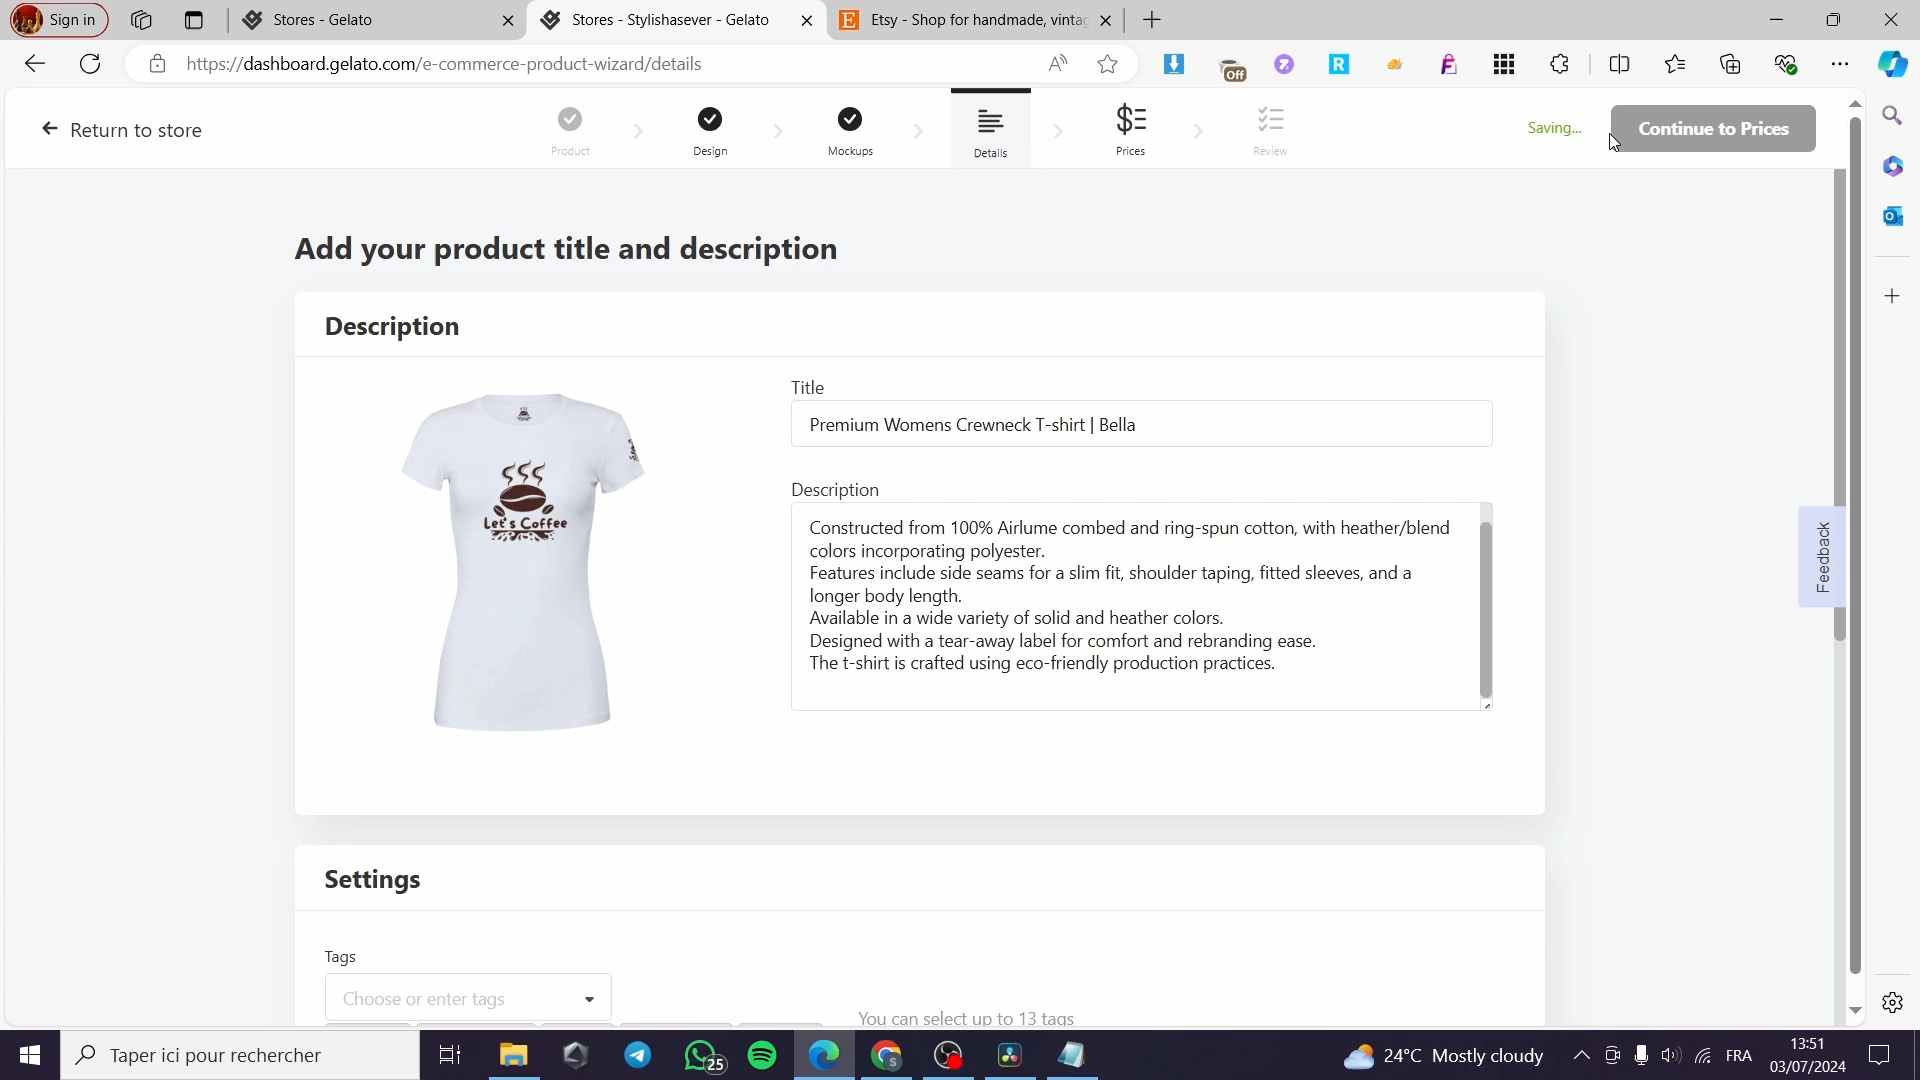 Sign in
Stores - Gelato
Stores - Stylishasever - Gelato
Etsy - Shop for handmade, vinta
https://dashboard.gelato.com/e-commerce-product-wizard/details
Off
Return to store
Product
Design
Mockups
Details
Prices
Review
Saving...
Continue to Prices
Add your product title and description
Description
Let's Coffee
Title
Premium Womens Crewneck T-shirt | Bella
Description
Constructed from 100% Airlume combed and ring-spun cotton, with heather/blend
colors incorporating polyester.
Features include side seams for a slim fit, shoulder taping, fitted sleeves, and a
longer body length.
Available in a wide variety of solid and heather colors.
Designed with a tear-away label for comfort and rebranding ease.
The t-shirt is crafted using eco-friendly production practices.
Feedback
Settings
Tags
Choose or enter tags
You can select up to 13 tags
Taper ici pour rechercher
25
24°C Mostly cloudy
FRA
13:51
03/07/2024